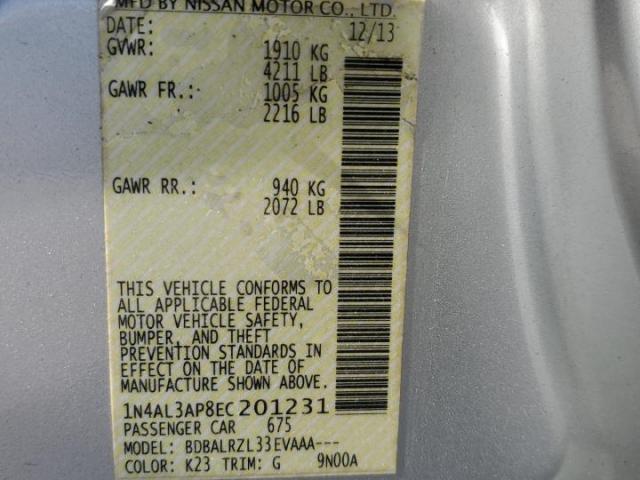 MFD BY NISSAN MOTOR CO., LTD.
DATE: 12/13
GVWR: 1910 KG
4211 LB
GAWR FR.: 1005 KG
2216 LB
GAWR RR.: 940 KG
2072 LB
THIS VEHICLE CONFORMS TO
ALL APPLICABLE FEDERAL
MOTOR VEHICLE SAFETY,
BUMPER, AND THEFT
PREVENTION STANDARDS IN
EFFECT ON THE DATE OF
MANUFACTURE SHOWN ABOVE.
1N4AL3AP8EC201231
PASSENGER CAR 675
MODEL: BDBALRZL33EVAAA---
COLOR: K23 TRIM: G 9N00A